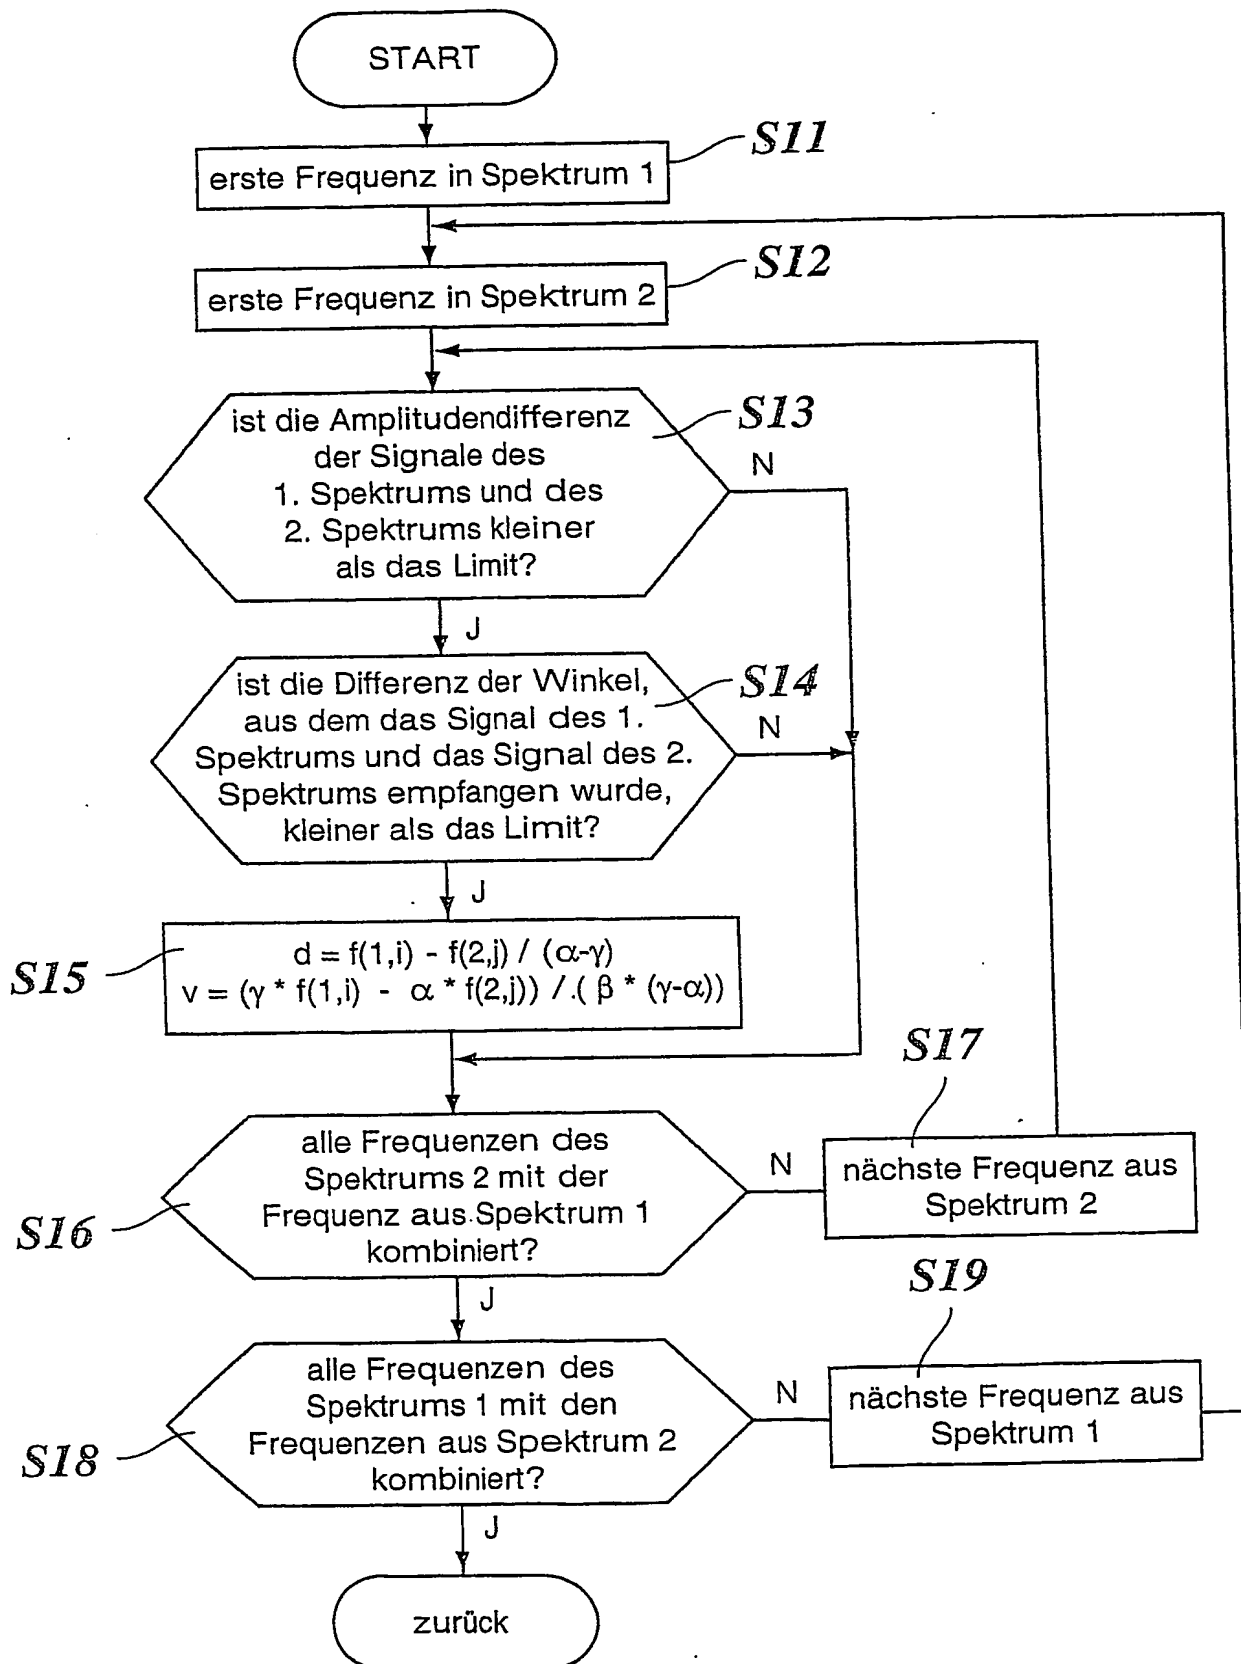 START
S11
erste Frequenz in Spektrum 1
S12
erste Frequenz in Spektrum 2
S13
ist die Amplitudendifferenz
der Signale des
1. Spektrums und des
2. Spektrums kleiner
als das Limit?
N
J
S14
ist die Differenz der Winkel,
aus dem das Signal des 1.
Spektrums und das Signal des 2.
Spektrums empfangen wurde,
kleiner als das Limit?
N
J
S15
d = f(1,i) - f(2,j) / (α-γ)
v = (γ * f(1,i) - α * f(2,j)) /.( β * (γ-α))
S16
alle Frequenzen des
Spektrums 2 mit der
Frequenz aus Spektrum 1
kombiniert?
N
S17
nächste Frequenz aus
Spektrum 2
J
S18
alle Frequenzen des
Spektrums 1 mit den
Frequenzen aus Spektrum 2
kombiniert?
N
S19
nächste Frequenz aus
Spektrum 1
J
zurück